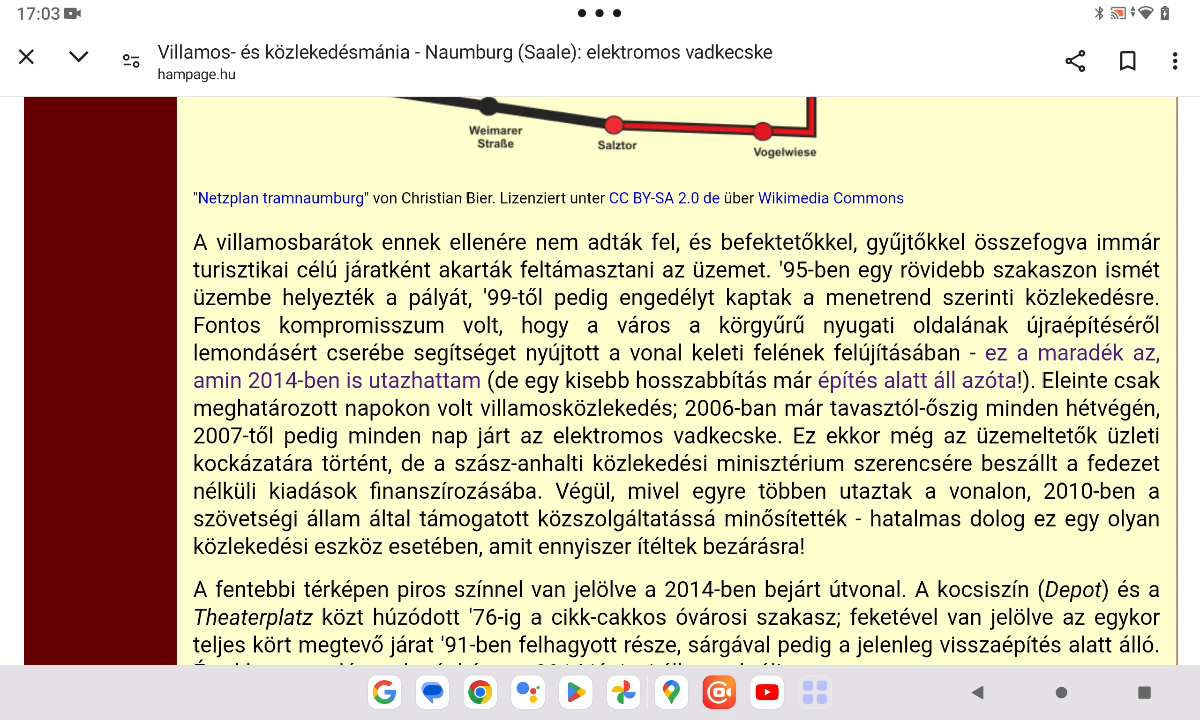 17:03
Villamos- és közlekedésmánia - Naumburg (Saale): elektromos vadkecske
hampage.hu
Weimarer
Straße
Salztor
Vogelwiese
"Netzplan tramnaumburg" von Christian Bier. Lizenziert unter CC BY-SA 2.0 de über Wikimedia Commons
A villamosbarátok ennek ellenére nem adták fel, és befektetőkkel, gyűjtőkkel összefogva immár
turisztikai célú járatként akarták feltámasztani az üzemet. '95-ben egy rövidebb szakaszon ismét
üzembe helyezték a pályát, '99-től pedig engedélyt kaptak a menetrend szerinti közlekedésre.
Fontos kompromisszum volt, hogy a város a körgyűrű nyugati oldalának újraépítéséről
lemondásért cserébe segítséget nyújtott a vonal keleti felének felújításában - ez a maradék az,
amin 2014-ben is utazhattam (de egy kisebb hosszabbítás már építés alatt áll azóta!). Eleinte csak
meghatározott napokon volt villamosközlekedés; 2006-ban már tavasztól-őszig minden hétvégén,
2007-től pedig minden nap járt az elektromos vadkecske. Ez ekkor még az üzemeltetők üzleti
kockázatára történt, de a szász-anhalti közlekedési minisztérium szerencsére beszállt a fedezet
nélküli kiadások finanszírozásába. Végül, mivel egyre többen utaztak a vonalon, 2010-ben a
szövetségi állam által támogatott közszolgáltatássá minősítették - hatalmas dolog ez egy olyan
közlekedési eszköz esetében, amit ennyiszer ítéltek bezárásra!
A fentebbi térképen piros színnel van jelölve a 2014-ben bejárt útvonal. A kocsiszín (Depot) és a
Theaterplatz közt húzódott '76-ig a cikk-cakkos óvárosi szakasz; feketével van jelölve az egykor
teljes kört megtevő járat '91-ben felhagyott része, sárgával pedig a jelenleg visszaépítés alatt álló.